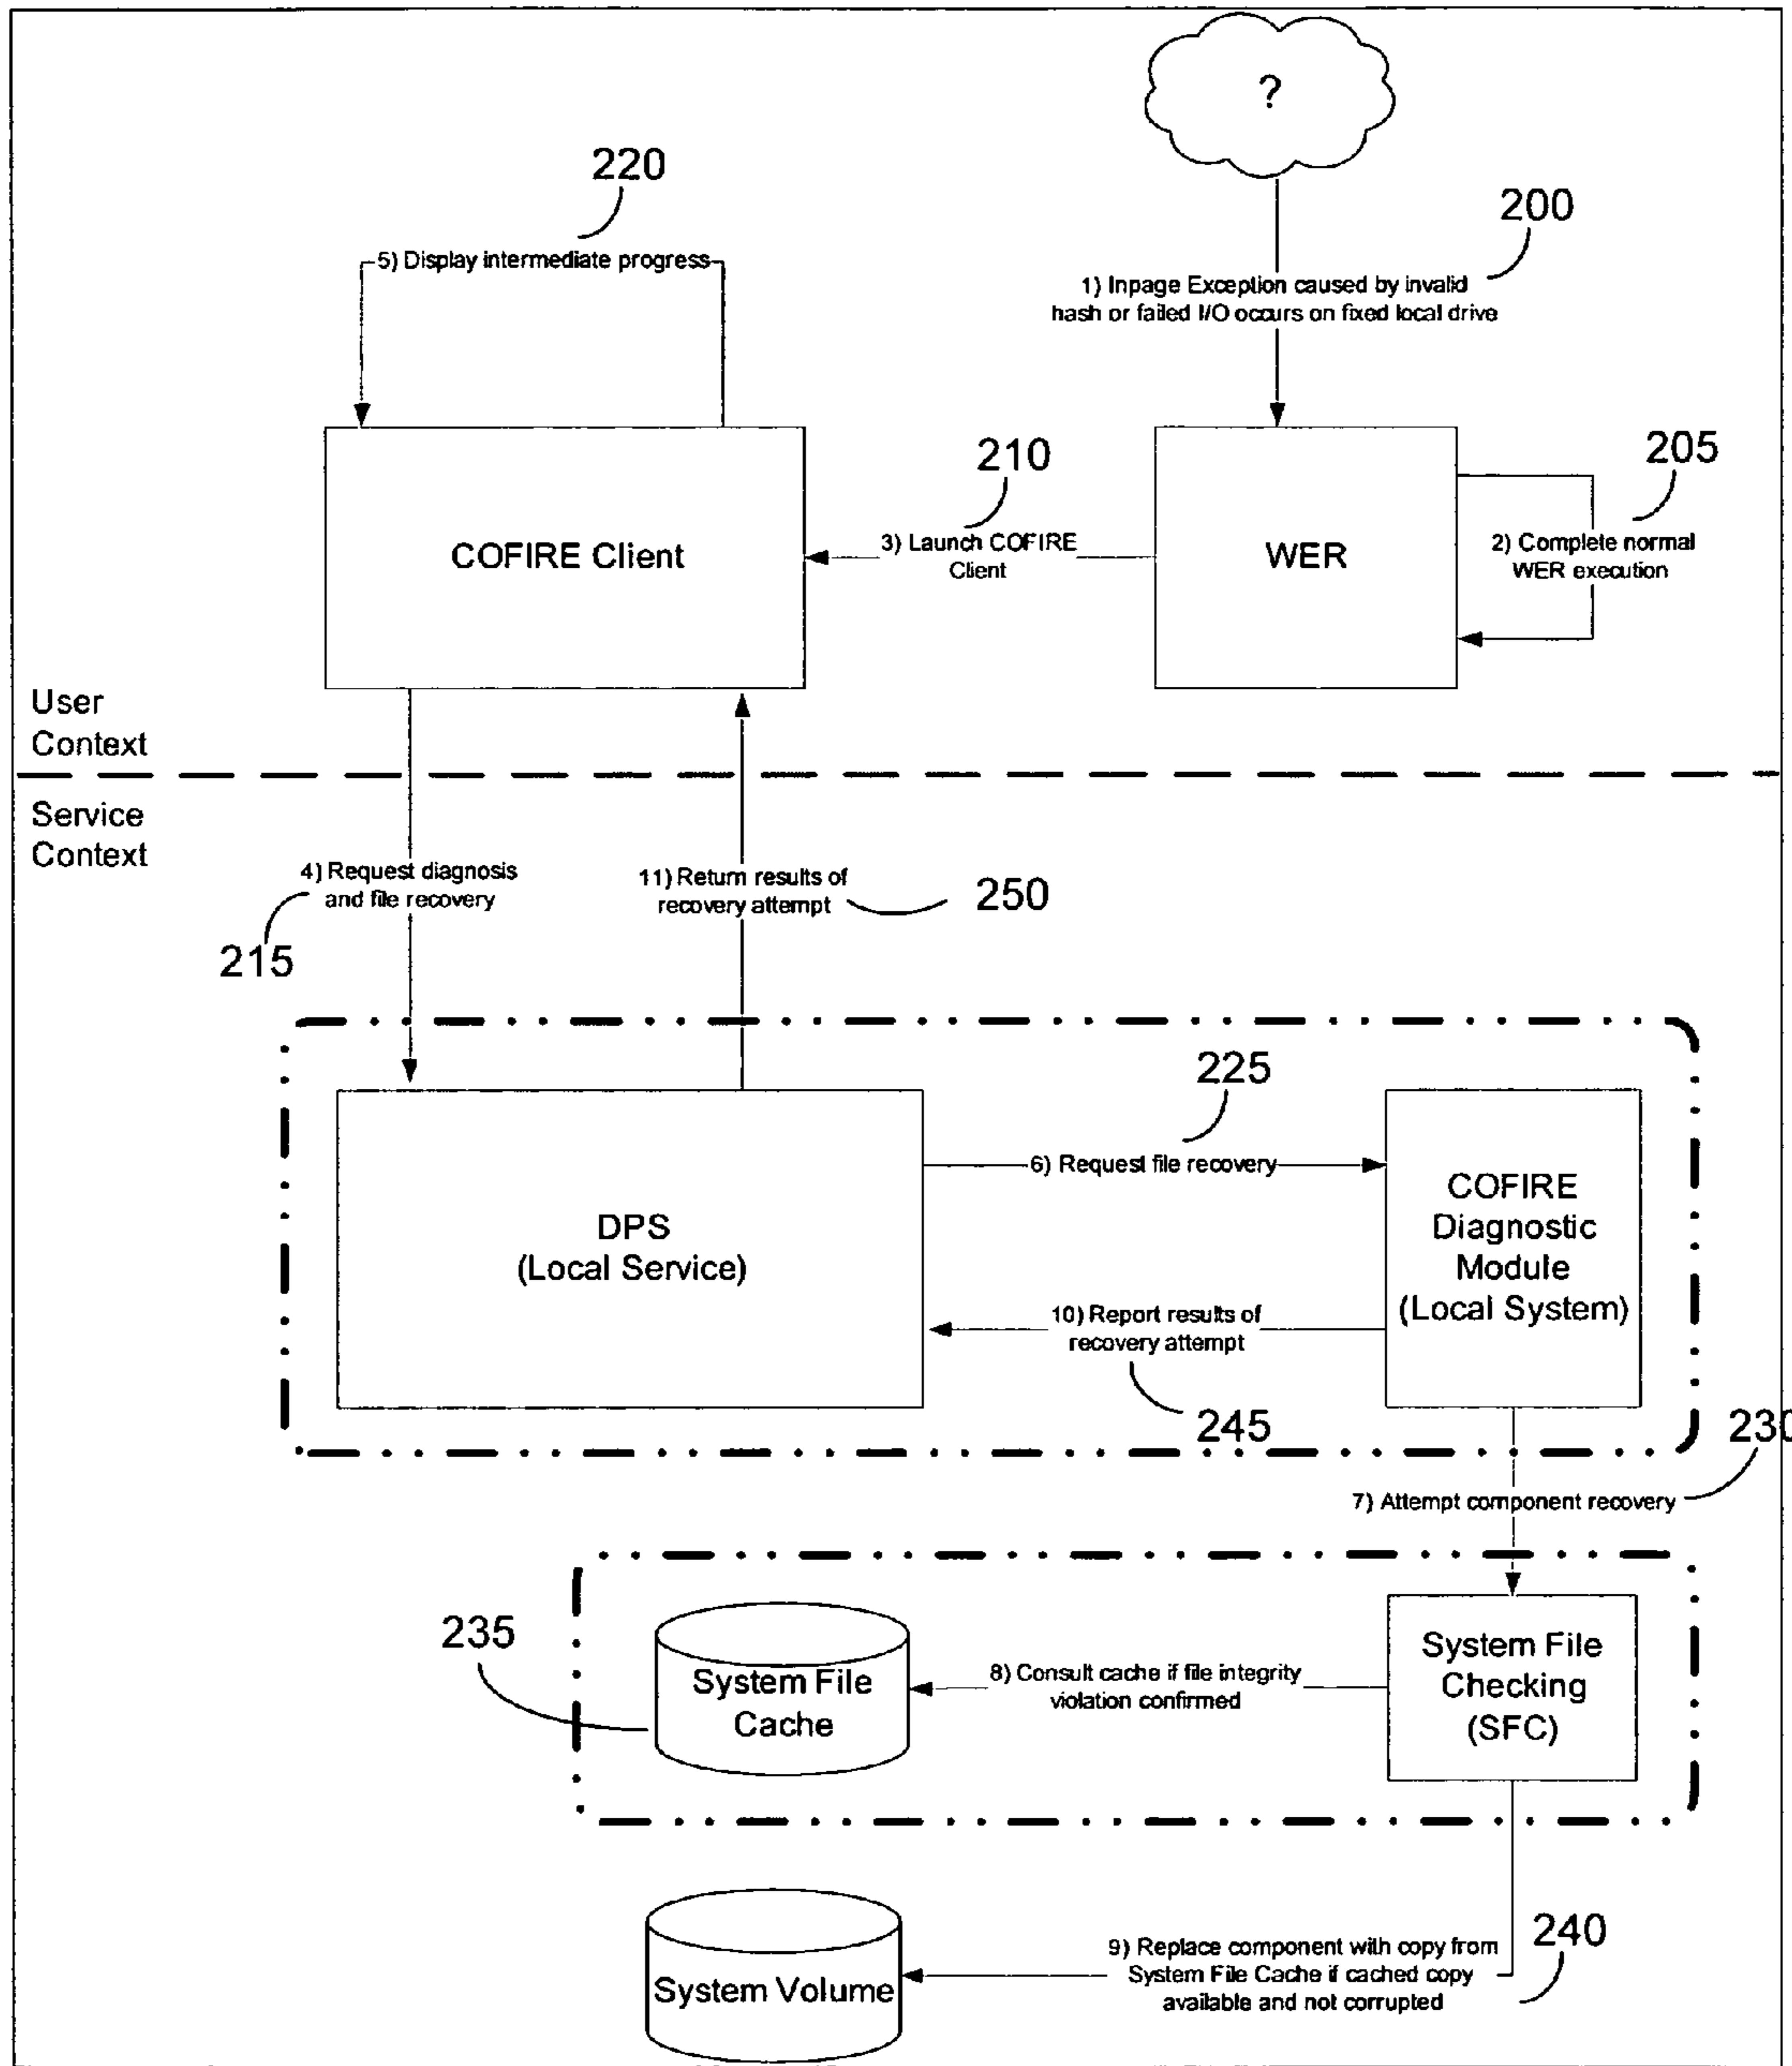 ?
220
200
5) Display intermediate progress
1) Inpage Exception caused by invalid
hash or failed I/O occurs on fixed local drive
210
205
COFIRE Client
3) Launch COFIRE
Client
WER
2) Complete normal
WER execution
User
Context
Service
Context
4) Request diagnosis
and file recovery
215
11) Return results of
recovery attempt
250
225
6) Request file recovery
DPS
(Local Service)
COFIRE
Diagnostic
Module
(Local System)
10) Report results of
recovery attempt
245
230
7) Attempt component recovery
235
System File
Cache
8) Consult cache if file integrity
violation confirmed
System File
Checking
(SFC)
240
System Volume
9) Replace component with copy from
System File Cache if cached copy
available and not corrupted